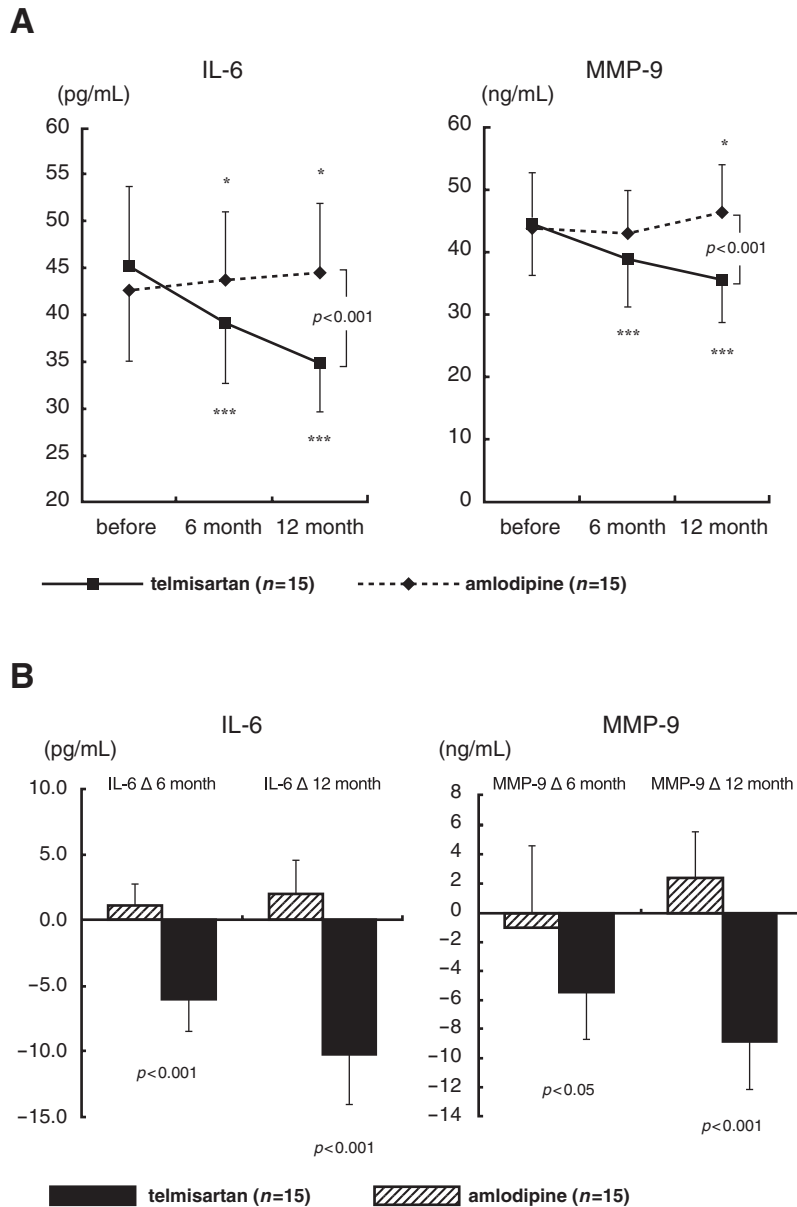 A
IL-6
MMP-9
(pg/mL)
(ng/mL)
60
55
50
45
40
35
30
25
20
*
*
p<0.001
***
***
before
6 month
12 month
60
50
40
30
20
10
0
*
p<0.001
***
***
before
6 month
12 month
telmisartan (n=15)
amlodipine (n=15)
B
IL-6
MMP-9
(pg/mL)
(ng/mL)
IL-6 Δ 6 month
IL-6 Δ 12 month
10.0
5.0
0.0
−5.0
−10.0
−15.0
p<0.001
p<0.001
MMP-9 Δ 6 month
MMP-9 Δ 12 month
8
6
4
2
0
−2
−4
−6
−8
−10
−12
−14
p<0.05
p<0.001
telmisartan (n=15)
amlodipine (n=15)